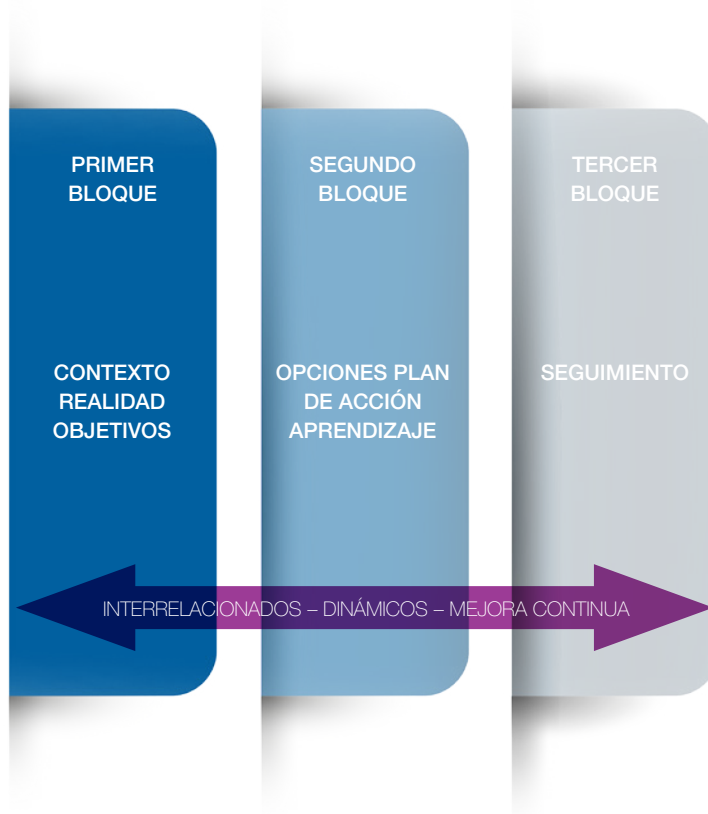 PRIMER
BLOQUE
CONTEXTO
REALIDAD
OBJETIVOS
SEGUNDO
BLOQUE
OPCIONES PLAN
DE ACCIÓN
APRENDIZAJE
TERCER
BLOQUE
SEGUIMIENTO
INTERRELACIONADOS – DINÁMICOS – MEJORA CONTINUA